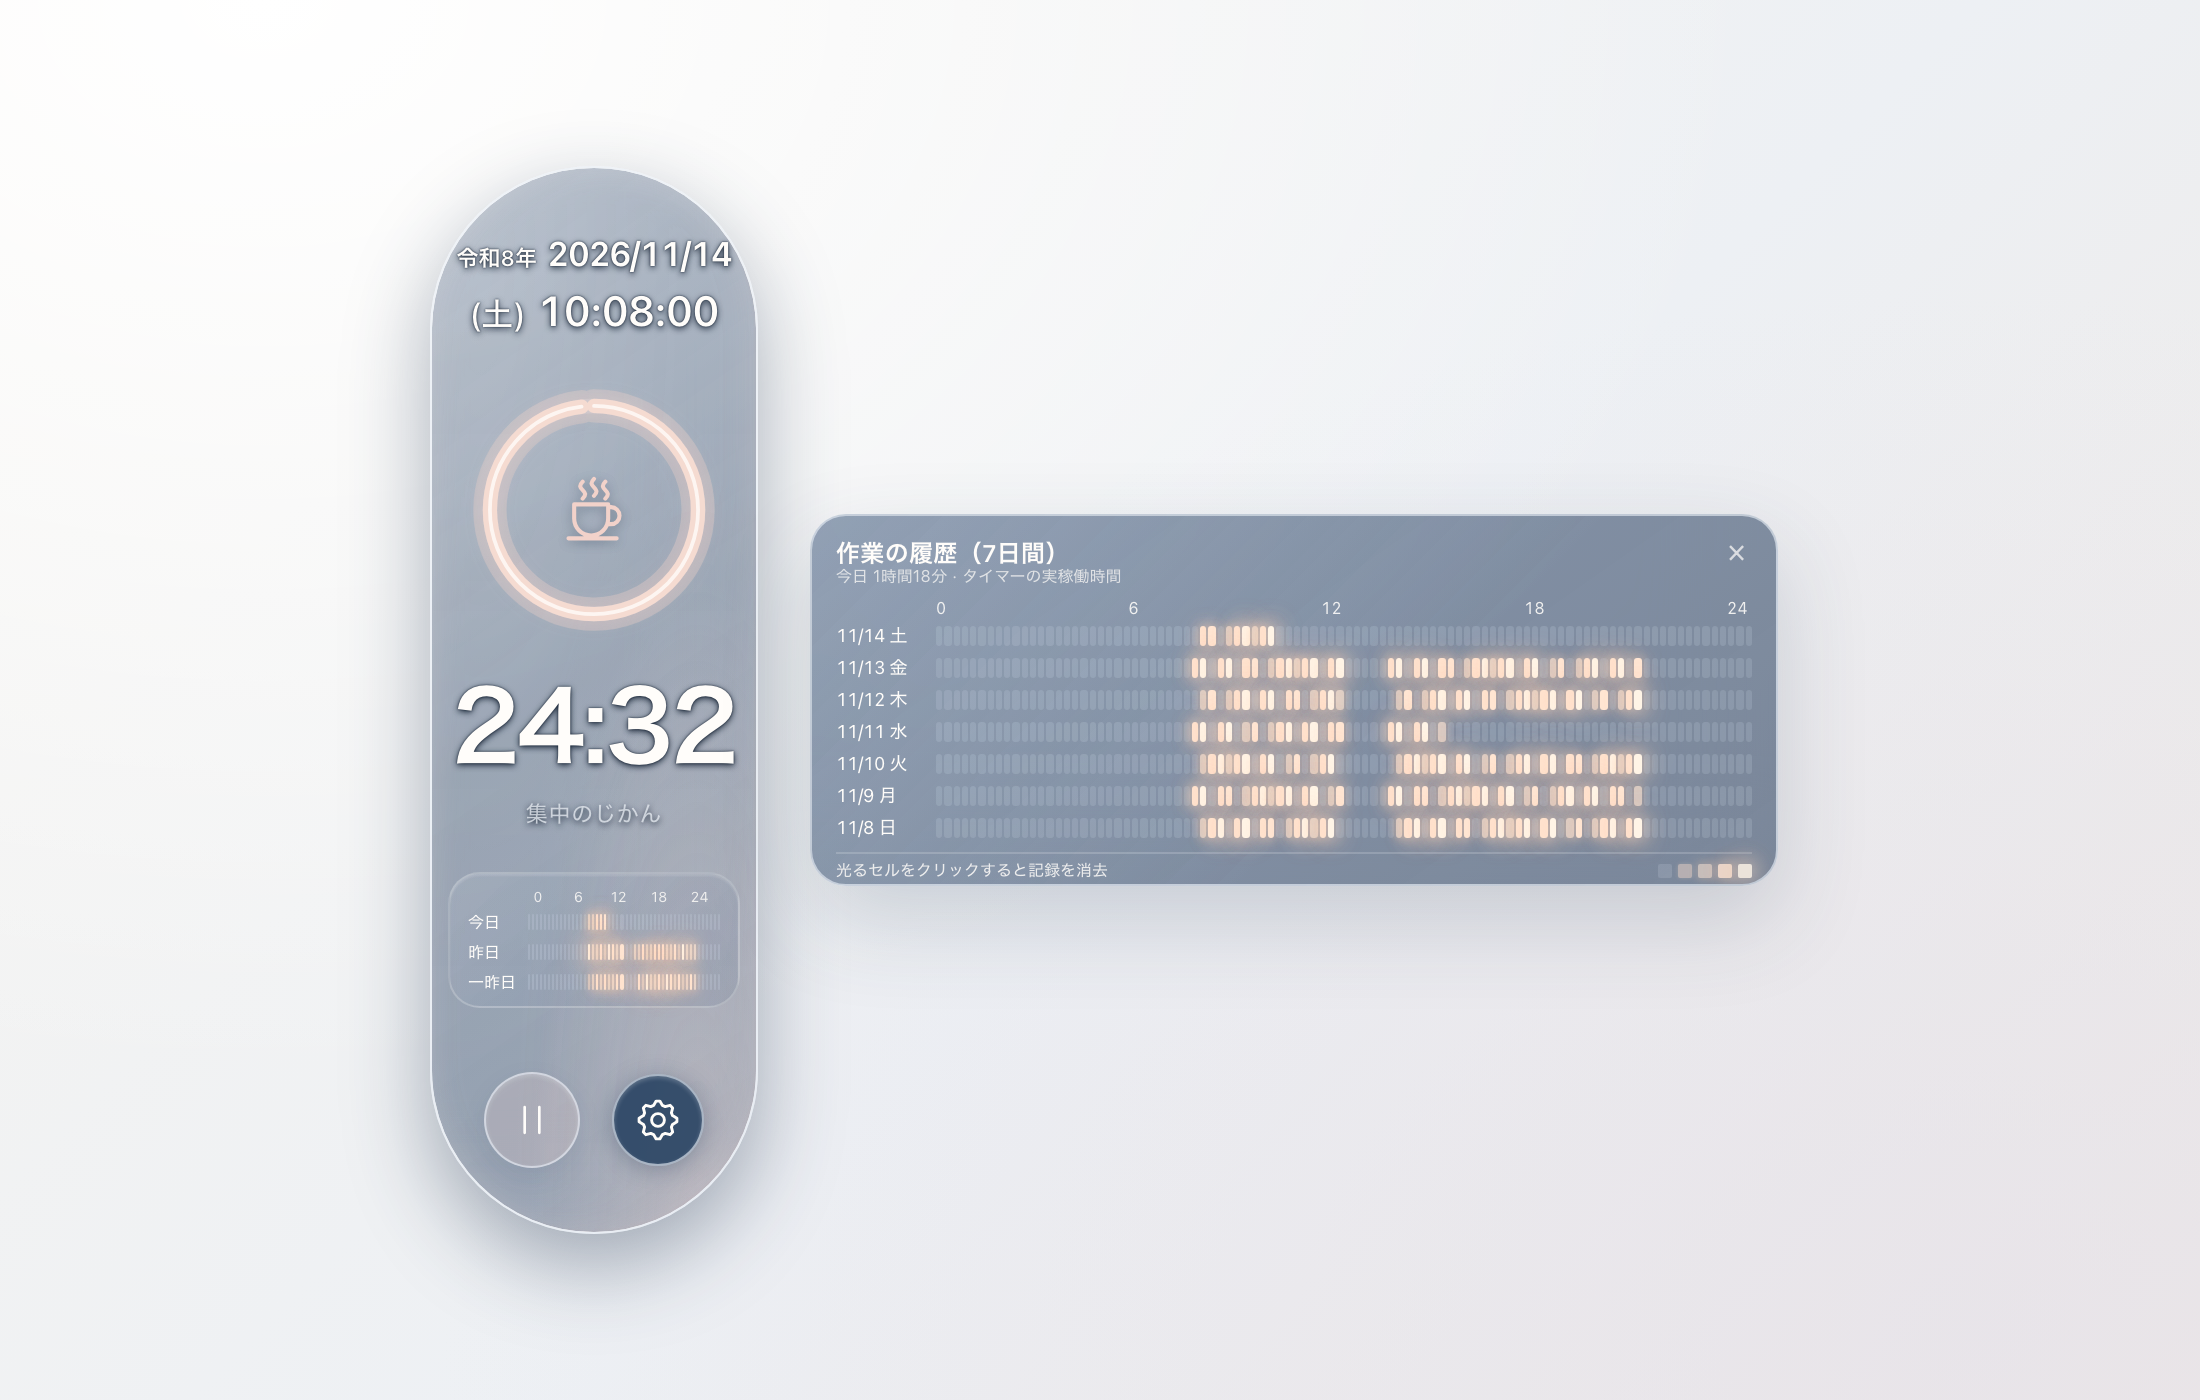 令和8年 2026/11/14
(土) 10:08:00
24:32
集中のじかん
0 6 12 18 24
今日
昨日
一昨日
作業の履歴（7日間）
今日 1時間18分 · タイマーの実稼働時間
0 6 12 18 24
11/14 土
11/13 金
11/12 木
11/11 水
11/10 火
11/9 月
11/8 日
光るセルをクリックすると記録を消去